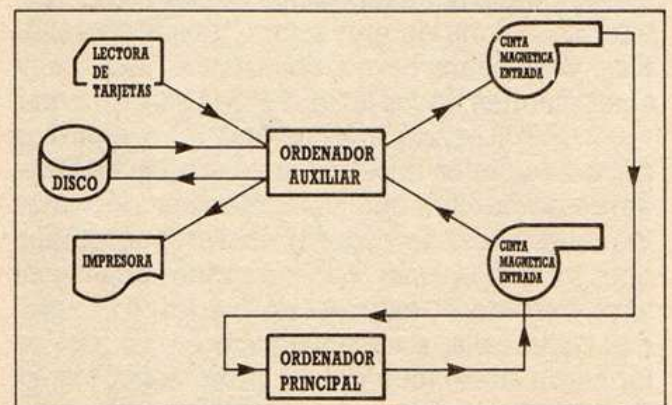 LECTORA
DE
TARJETAS
CINTA
MAGNETICA
ENTRADA
ORDENADOR
AUXILIAR
DISCO
IMPRESORA
CINTA
MAGNETICA
ENTRADA
ORDENADOR
PRINCIPAL